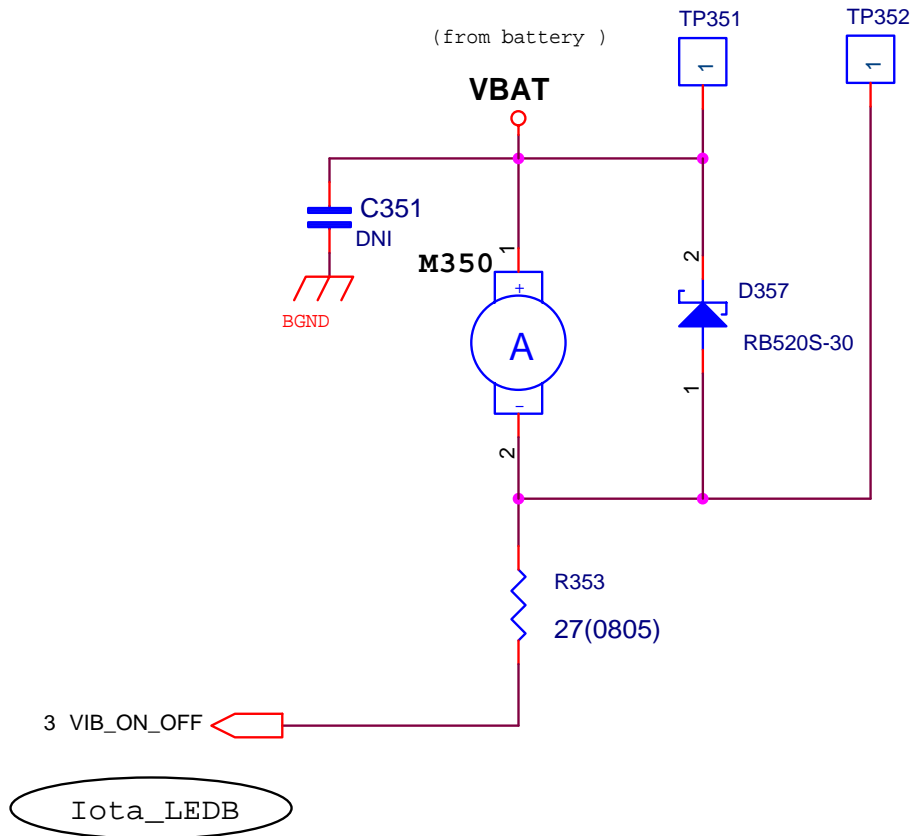 TP351
TP352
(from battery )
1
1
VBAT
C351
DNI
BGND
M350
1
+
A
−
2
2
D357
RB520S-30
1
R353
27(0805)
3 VIB_ON_OFF
Iota_LEDB